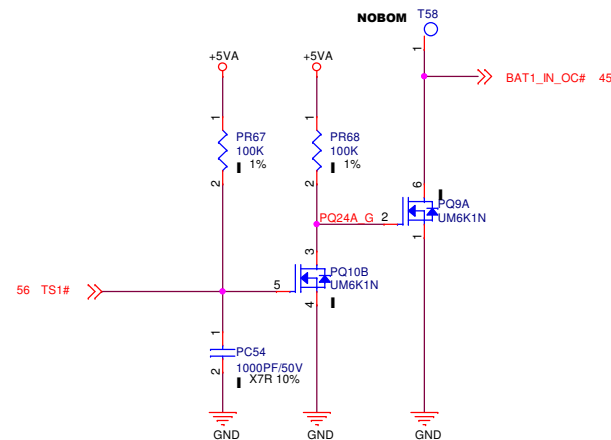 NOBOM T58
1
+5VA +5VA
BAT1_IN_OC# 45
1 1
PR67 PR68
100K 100K
1% 1%
2 2
6
PQ9A
PQ24A_G 2 UM6K1N
1
3
56 TS1#
5
PQ10B
UM6K1N
4
1
PC54
1000PF/50V
2
X7R 10%
GND GND GND